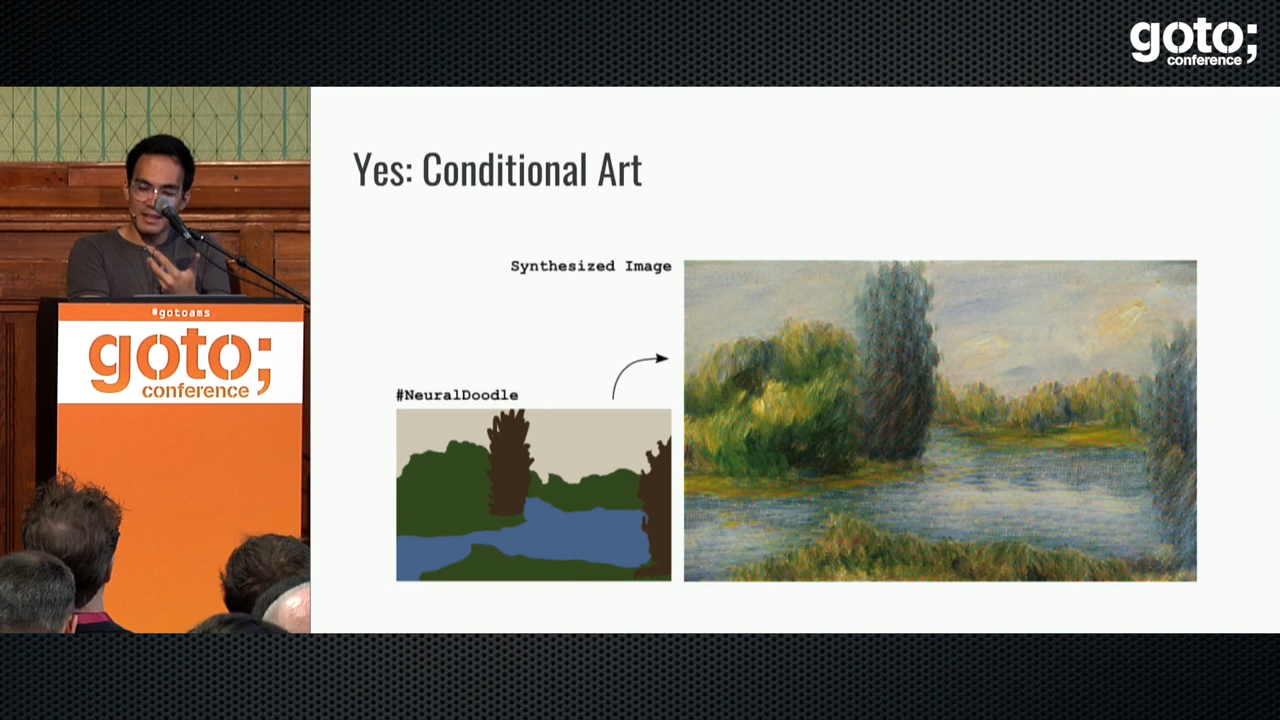 goto;
conference
Yes: Conditional Art
Synthesized Image
#NeuralDoodle
#gotoams
goto;
conference